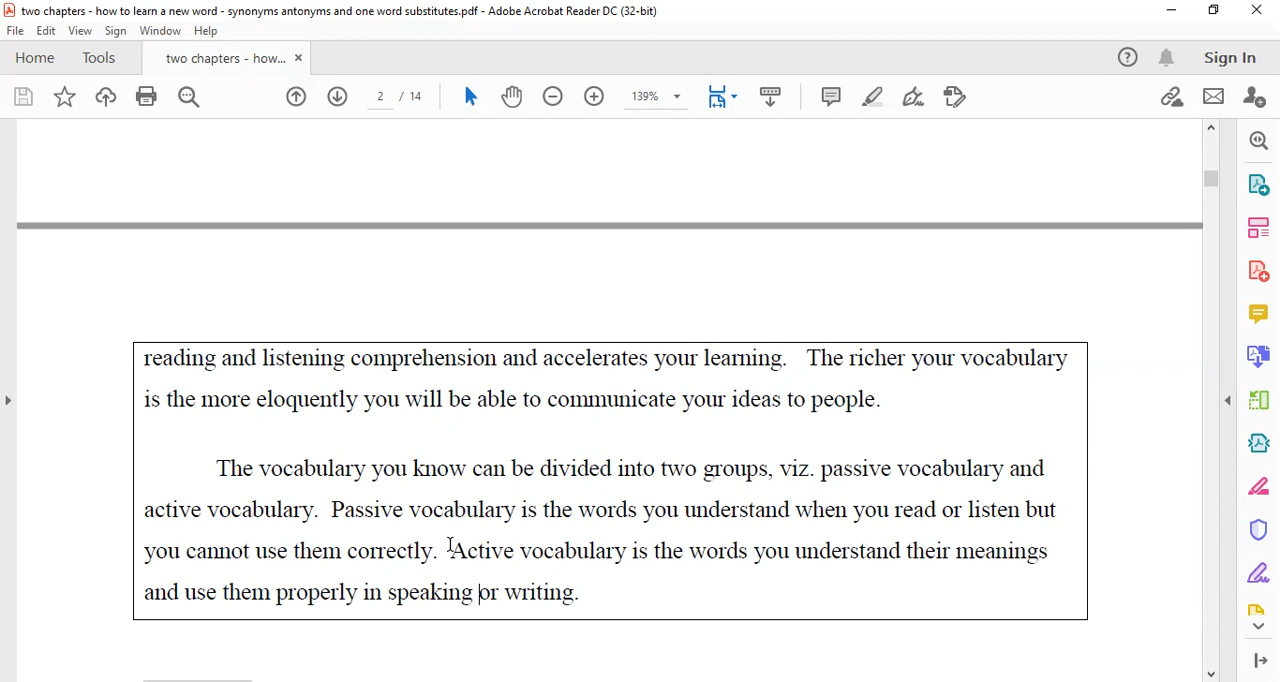 two chapters - how to learn a new word - synonyms antonyms and one word substitutes.pdf - Adobe Acrobat Reader DC (32-bit)
File Edit View Sign Window Help
Home Tools two chapters - how... × Sign In
2 / 14 139%
reading and listening comprehension and accelerates your learning. The richer your vocabulary
is the more eloquently you will be able to communicate your ideas to people.
The vocabulary you know can be divided into two groups, viz. passive vocabulary and
active vocabulary. Passive vocabulary is the words you understand when you read or listen but
you cannot use them correctly. Active vocabulary is the words you understand their meanings
and use them properly in speaking or writing.